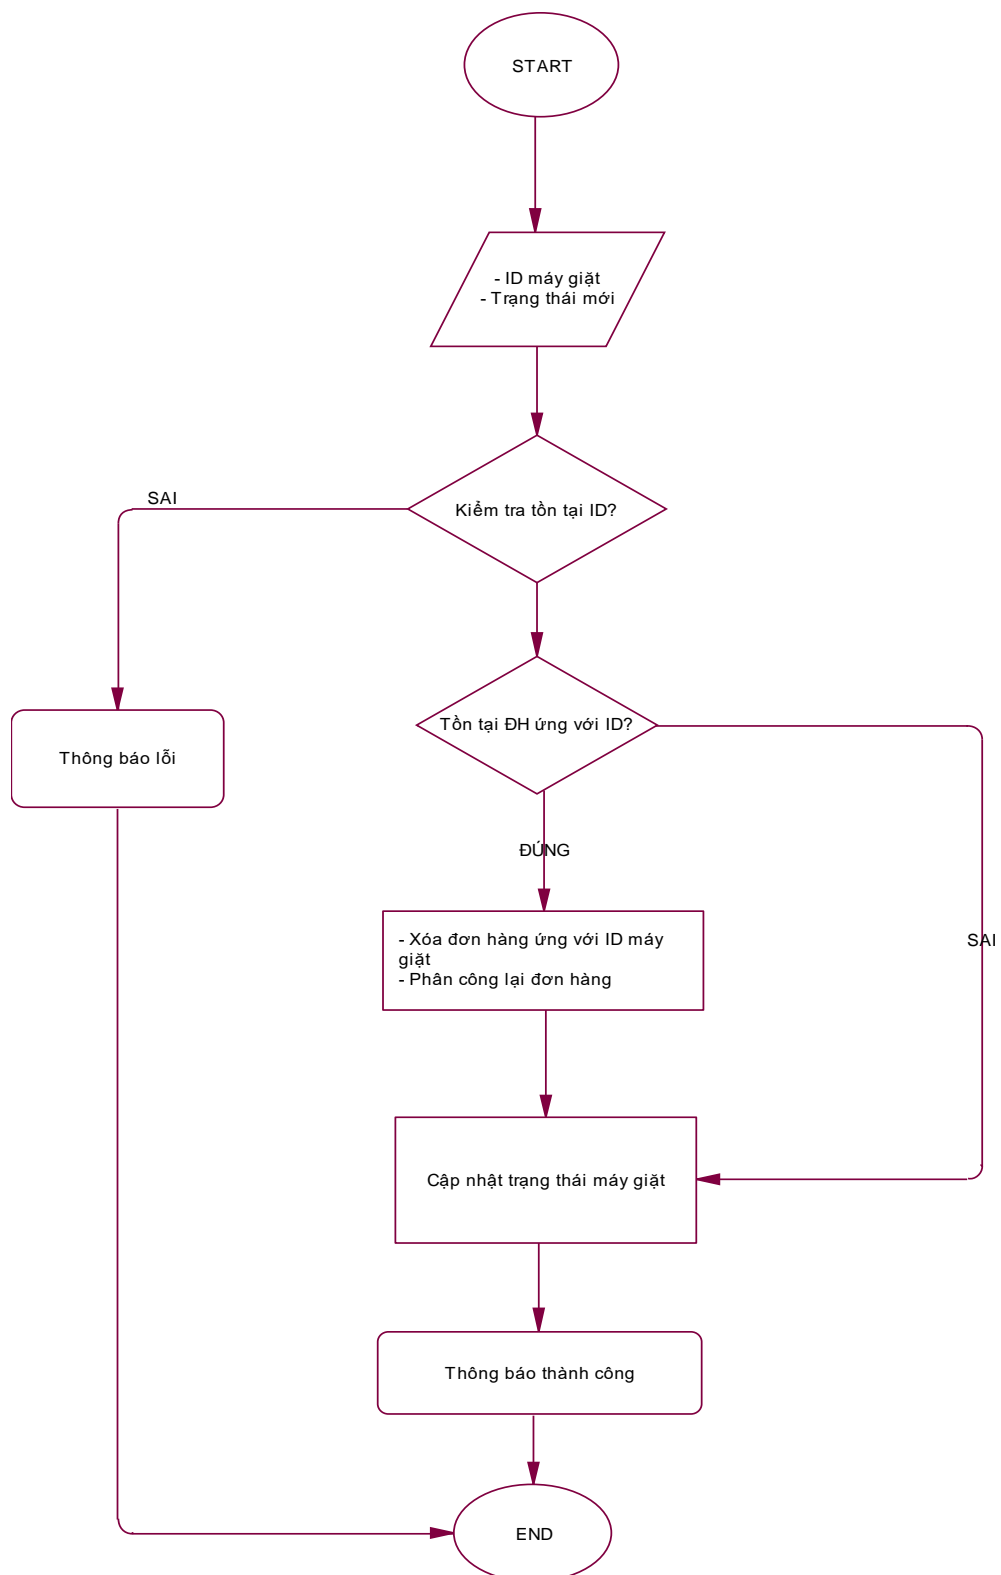 START
- ID máy giặt
- Trạng thái mới
Kiểm tra tồn tại ID?
SAI
Tồn tại ĐH ứng với ID?
Thông báo lỗi
ĐÚNG
- Xóa đơn hàng ứng với ID máy
giặt
- Phân công lại đơn hàng
SAI
Cập nhật trạng thái máy giặt
Thông báo thành công
END